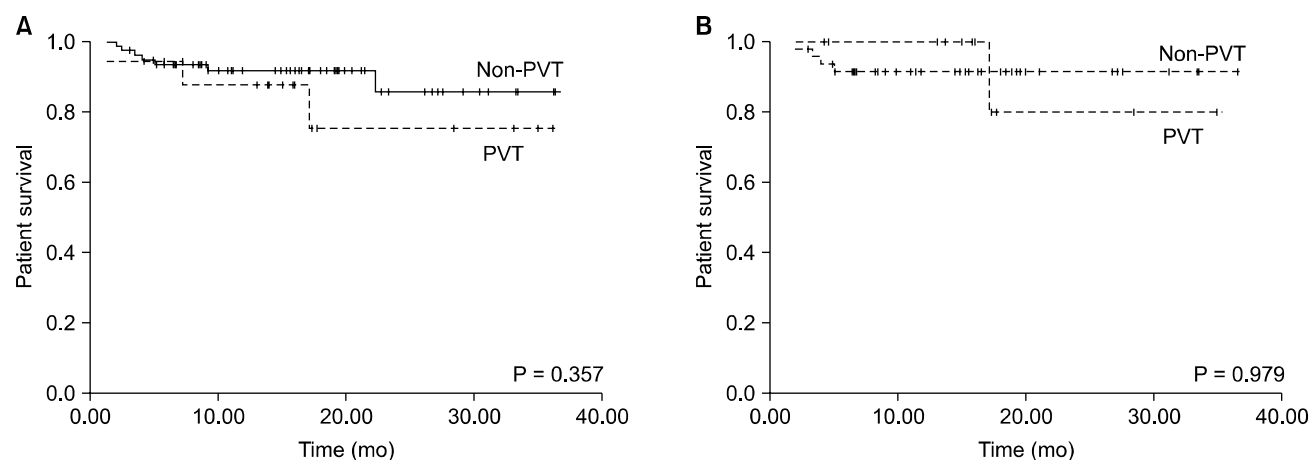 A
1.0
0.8
0.6
0.4
0.2
0.0
Patient survival
Non-PVT
PVT
P = 0.357
0.00 10.00 20.00 30.00 40.00
Time (mo)
B
1.0
0.8
0.6
0.4
0.2
0.0
Patient survival
Non-PVT
PVT
P = 0.979
0.00 10.00 20.00 30.00 40.00
Time (mo)